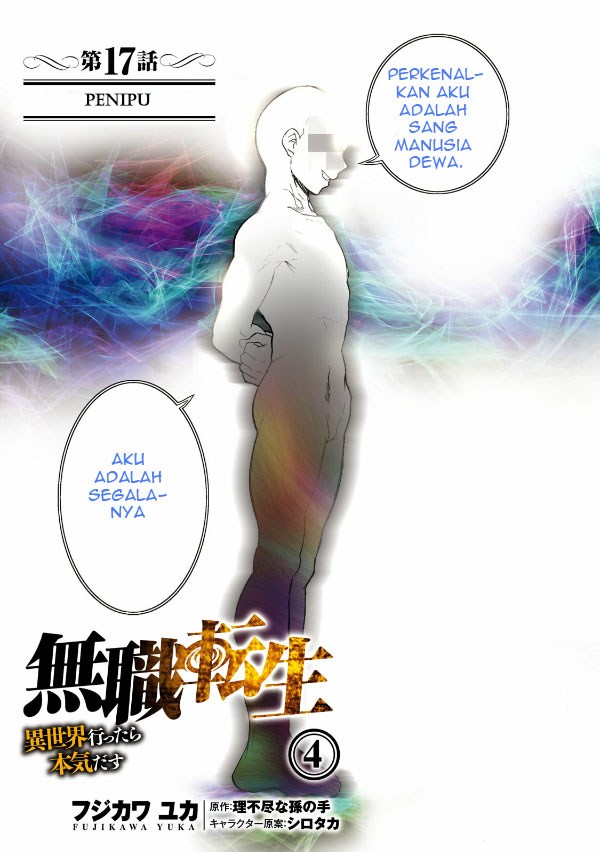 第17話
PENIPU
PERKENAL-
KAN AKU
ADALAH
SANG
MANUSIA
DEWA.
AKU
ADALAH
SEGALA-
NYA
無職転生
異世界行ったら
本気だす
4
フジカワ ユカ
FUJIKAWA YUKA
原作:理不尽な孫の手
キャラクター原案:シロタカ